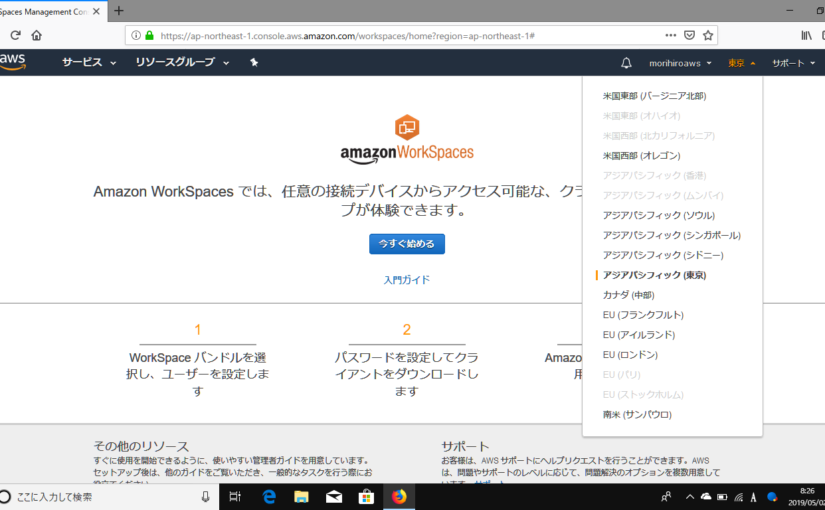 Spaces Management Con
https://ap-northeast-1.console.aws.amazon.com/workspaces/home?region=ap-northeast-1#
aws
サービス
リソースグループ
morihiroaws
東京
サポート
米国東部 (バージニア北部)
米国東部 (オハイオ)
米国西部 (北カリフォルニア)
米国西部 (オレゴン)
アジアパシフィック (香港)
アジアパシフィック (ムンバイ)
アジアパシフィック (ソウル)
アジアパシフィック (シンガポール)
アジアパシフィック (シドニー)
アジアパシフィック (東京)
カナダ (中部)
EU (フランクフルト)
EU (アイルランド)
EU (ロンドン)
EU (パリ)
EU (ストックホルム)
南米 (サンパウロ)
amazon WorkSpaces
Amazon WorkSpaces では、任意の接続デバイスからアクセス可能な、クラ
プが体験できます。
今すぐ始める
入門ガイド
1
WorkSpace バンドルを選
択し、ユーザーを設定しま
す
2
パスワードを設定してクラ
イアントをダウンロードし
ます
Amazo
用
その他のリソース
すぐに使用を開始できるように、使いやすい管理者ガイドを用意しています。
セットアップ後は、他のガイドをご覧いただき、一般的なタスクを行う際にお
サポート
お客様は、AWS サポートにヘルプリクエストを行うことができます。AWS
は、問題やサポートのレベルに応じて、問題解決のオプションを複数用意して
います。サポート
ここに入力して検索
A
8:26
2019/05/02